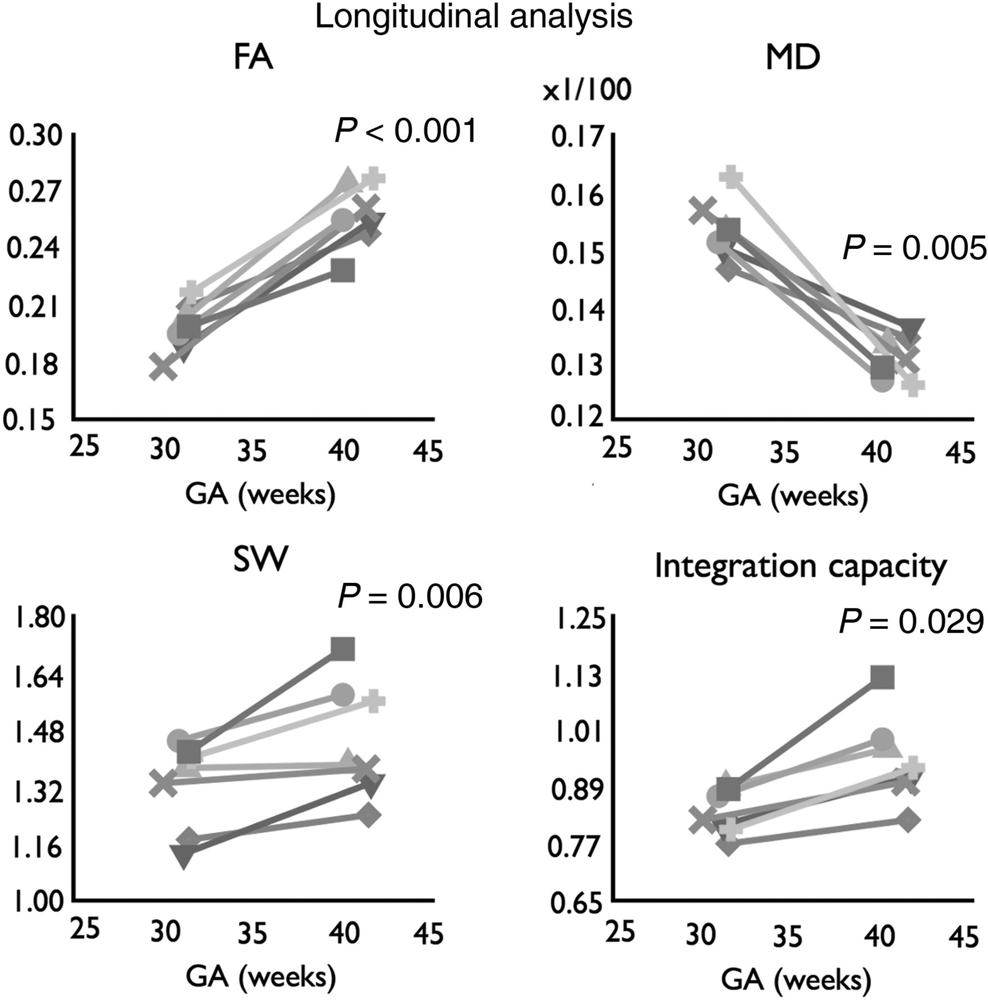 Longitudinal analysis
FA
P < 0.001
0.30
0.27
0.24
0.21
0.18
0.15
25 30 35 40 45
GA (weeks)
MD
x1/100
0.17
0.16
P = 0.005
0.15
0.14
0.13
0.12
25 30 35 40 45
GA (weeks)
SW
P = 0.006
1.80
1.64
1.48
1.32
1.16
1.00
25 30 35 40 45
GA (weeks)
Integration capacity
1.25
P = 0.029
1.13
1.01
0.89
0.77
0.65
25 30 35 40 45
GA (weeks)